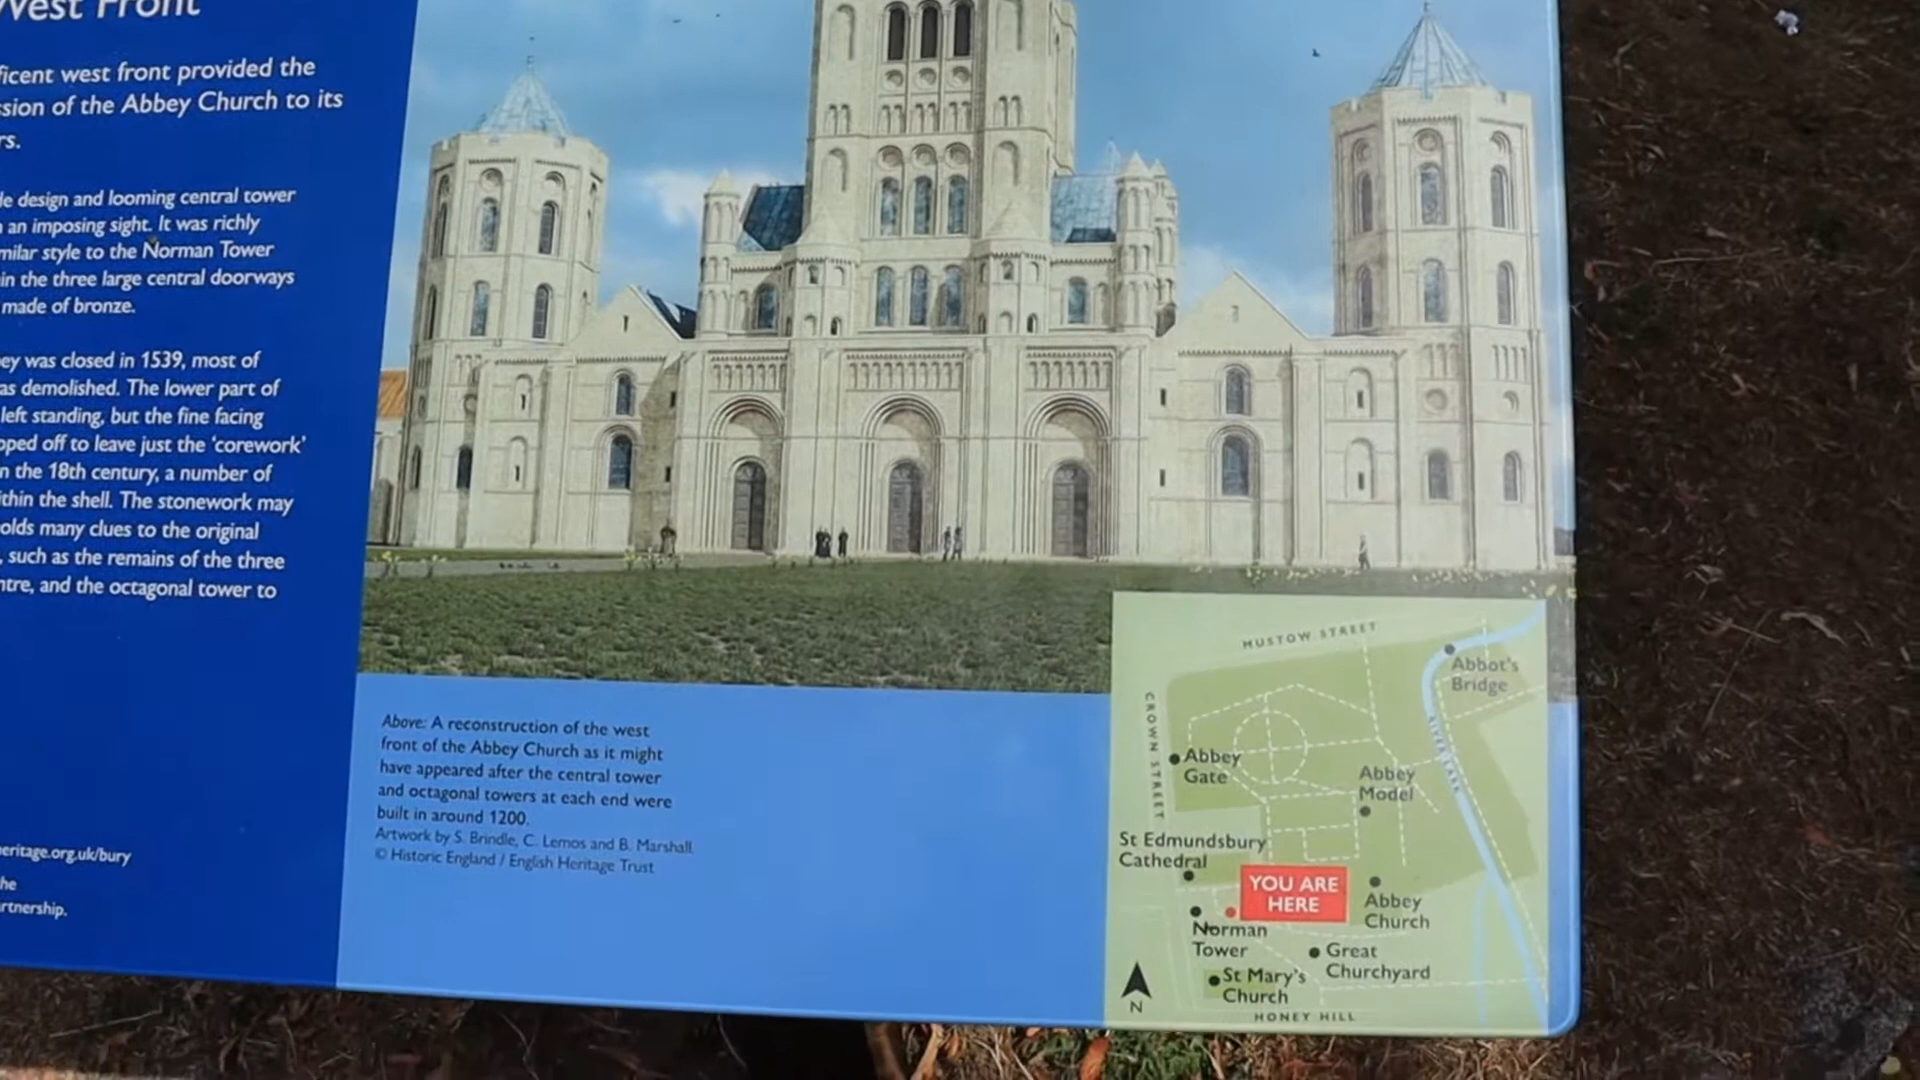 West Front
ficent west front provided the
sion of the Abbey Church to its
rs.
le design and looming central tower
an imposing sight. It was richly
milar style to the Norman Tower
in the three large central doorways
made of bronze.
ey was closed in 1539, most of
as demolished. The lower part of
left standing, but the fine facing
pped off to leave just the 'corework'
n the 18th century, a number of
ithin the shell. The stonework may
olds many clues to the original
, such as the remains of the three
ntre, and the octagonal tower to
eritage.org.uk/bury
he
rtnership.
Above: A reconstruction of the west
front of the Abbey Church as it might
have appeared after the central tower
and octagonal towers at each end were
built in around 1200.
Artwork by S. Brindle, C. Lemos and B. Marshall.
© Historic England / English Heritage Trust
MUSTOW STREET
Abbot's
Bridge
CROWN STREET
RIVER LARK
Abbey
Gate
Abbey
Model
St Edmundsbury
Cathedral
YOU ARE
HERE
Abbey
Church
Norman
Tower
Great
Churchyard
St Mary's
Church
N
HONEY HILL